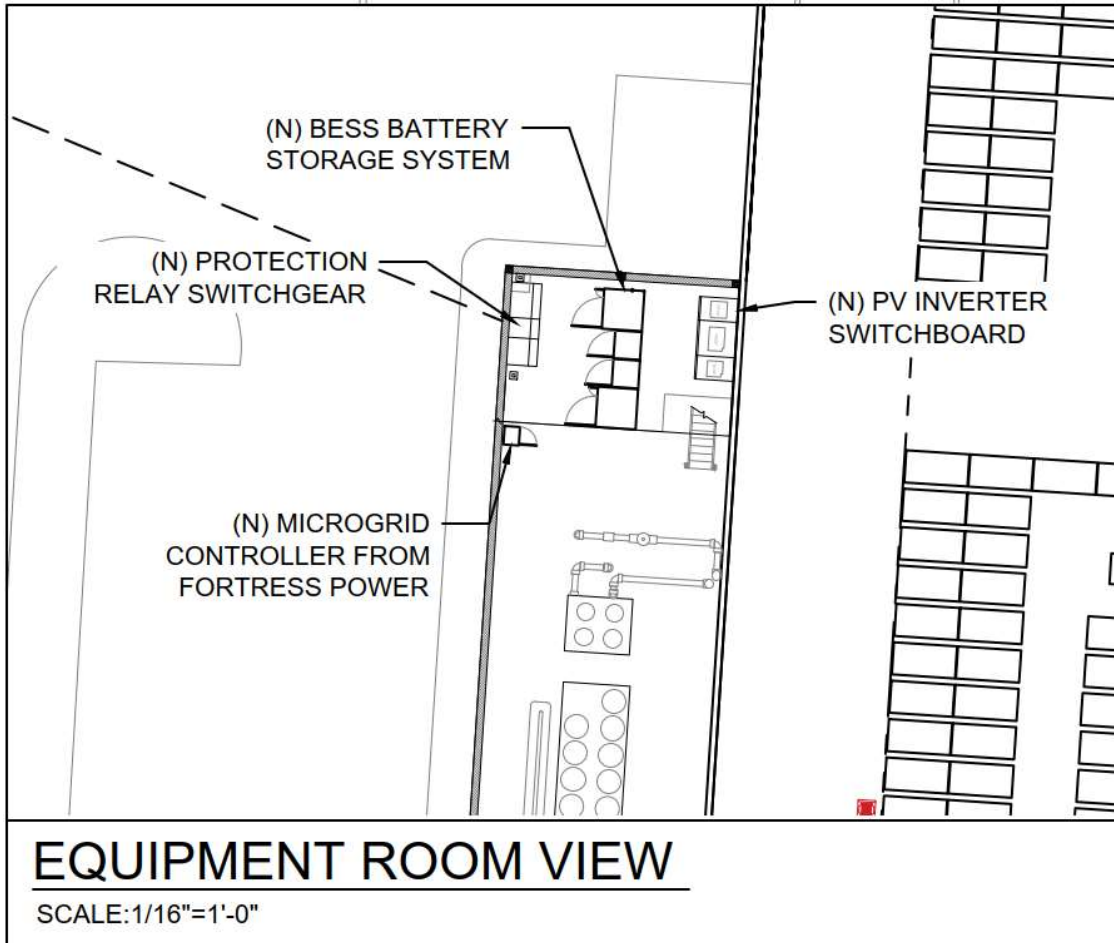 (N) BESS BATTERY
STORAGE SYSTEM
(N) PROTECTION
RELAY SWITCHGEAR
(N) PV INVERTER
SWITCHBOARD
(N) MICROGRID
CONTROLLER FROM
FORTRESS POWER
EQUIPMENT ROOM VIEW
SCALE:1/16"=1'-0"